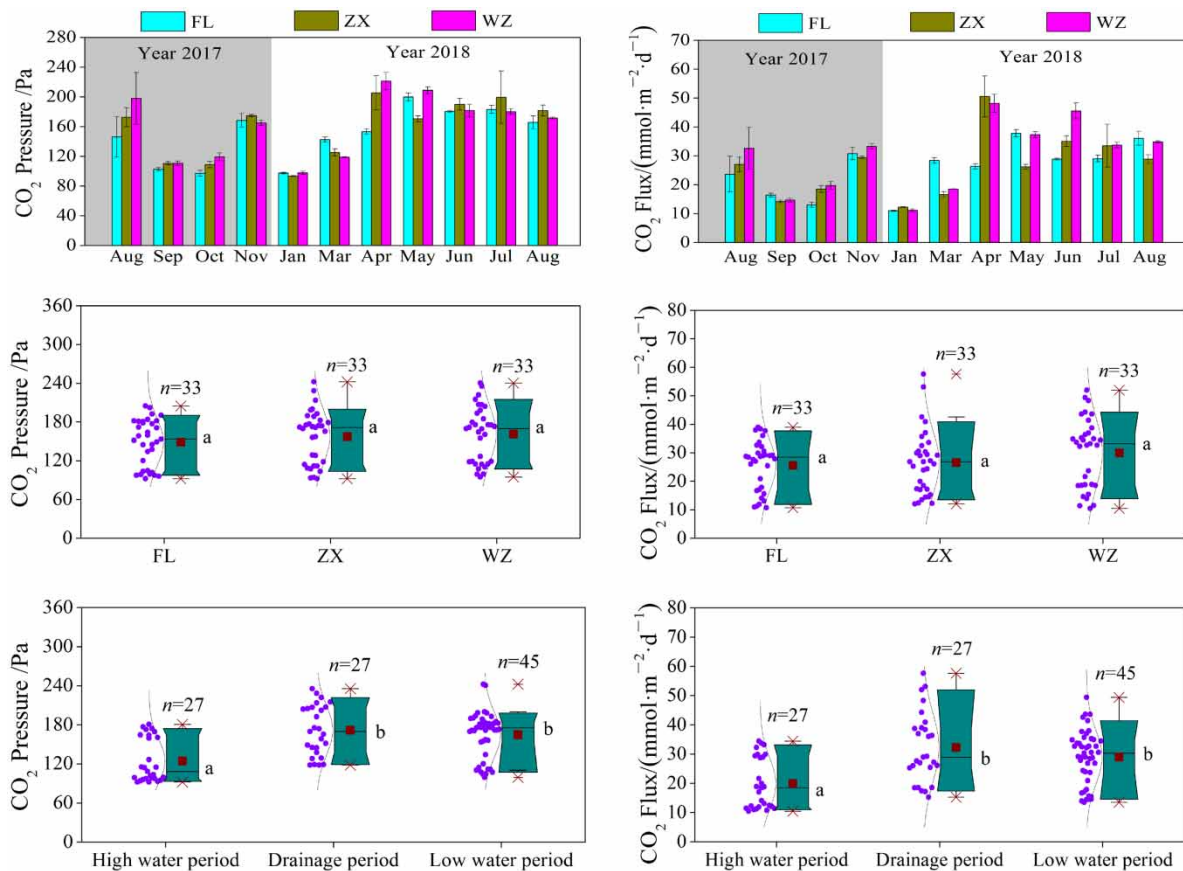 FL ZX WZ
CO2 Pressure /Pa
280
240
200
160
120
80
40
0
Year 2017 Year 2018
Aug Sep Oct Nov Jan Mar Apr May Jun Jul Aug
FL ZX WZ
CO2 Flux/(mmol·m−2·d−1)
70
60
50
40
30
20
10
0
Year 2017 Year 2018
Aug Sep Oct Nov Jan Mar Apr May Jun Jul Aug
CO2 Pressure /Pa
360
300
240
180
120
60
0
n=33 n=33 n=33
a a a
FL ZX WZ
CO2 Flux/(mmol·m−2·d−1)
80
70
60
50
40
30
20
10
0
n=33 n=33 n=33
a a a
FL ZX WZ
CO2 Pressure /Pa
360
300
240
180
120
60
0
n=27 n=27 n=45
a b b
High water period Drainage period Low water period
CO2 Flux/(mmol·m−2·d−1)
80
70
60
50
40
30
20
10
0
n=27 n=27 n=45
a b b
High water period Drainage period Low water period